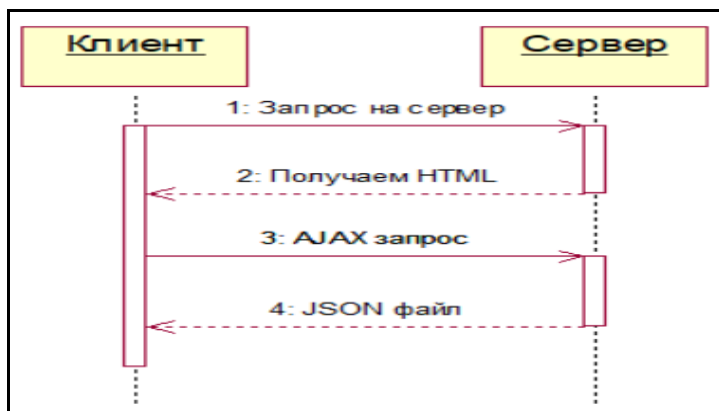 Клиент
Сервер
1: Запрос на сервер
2: Получаем HTML
3: AJAX запрос
4: JSON файл